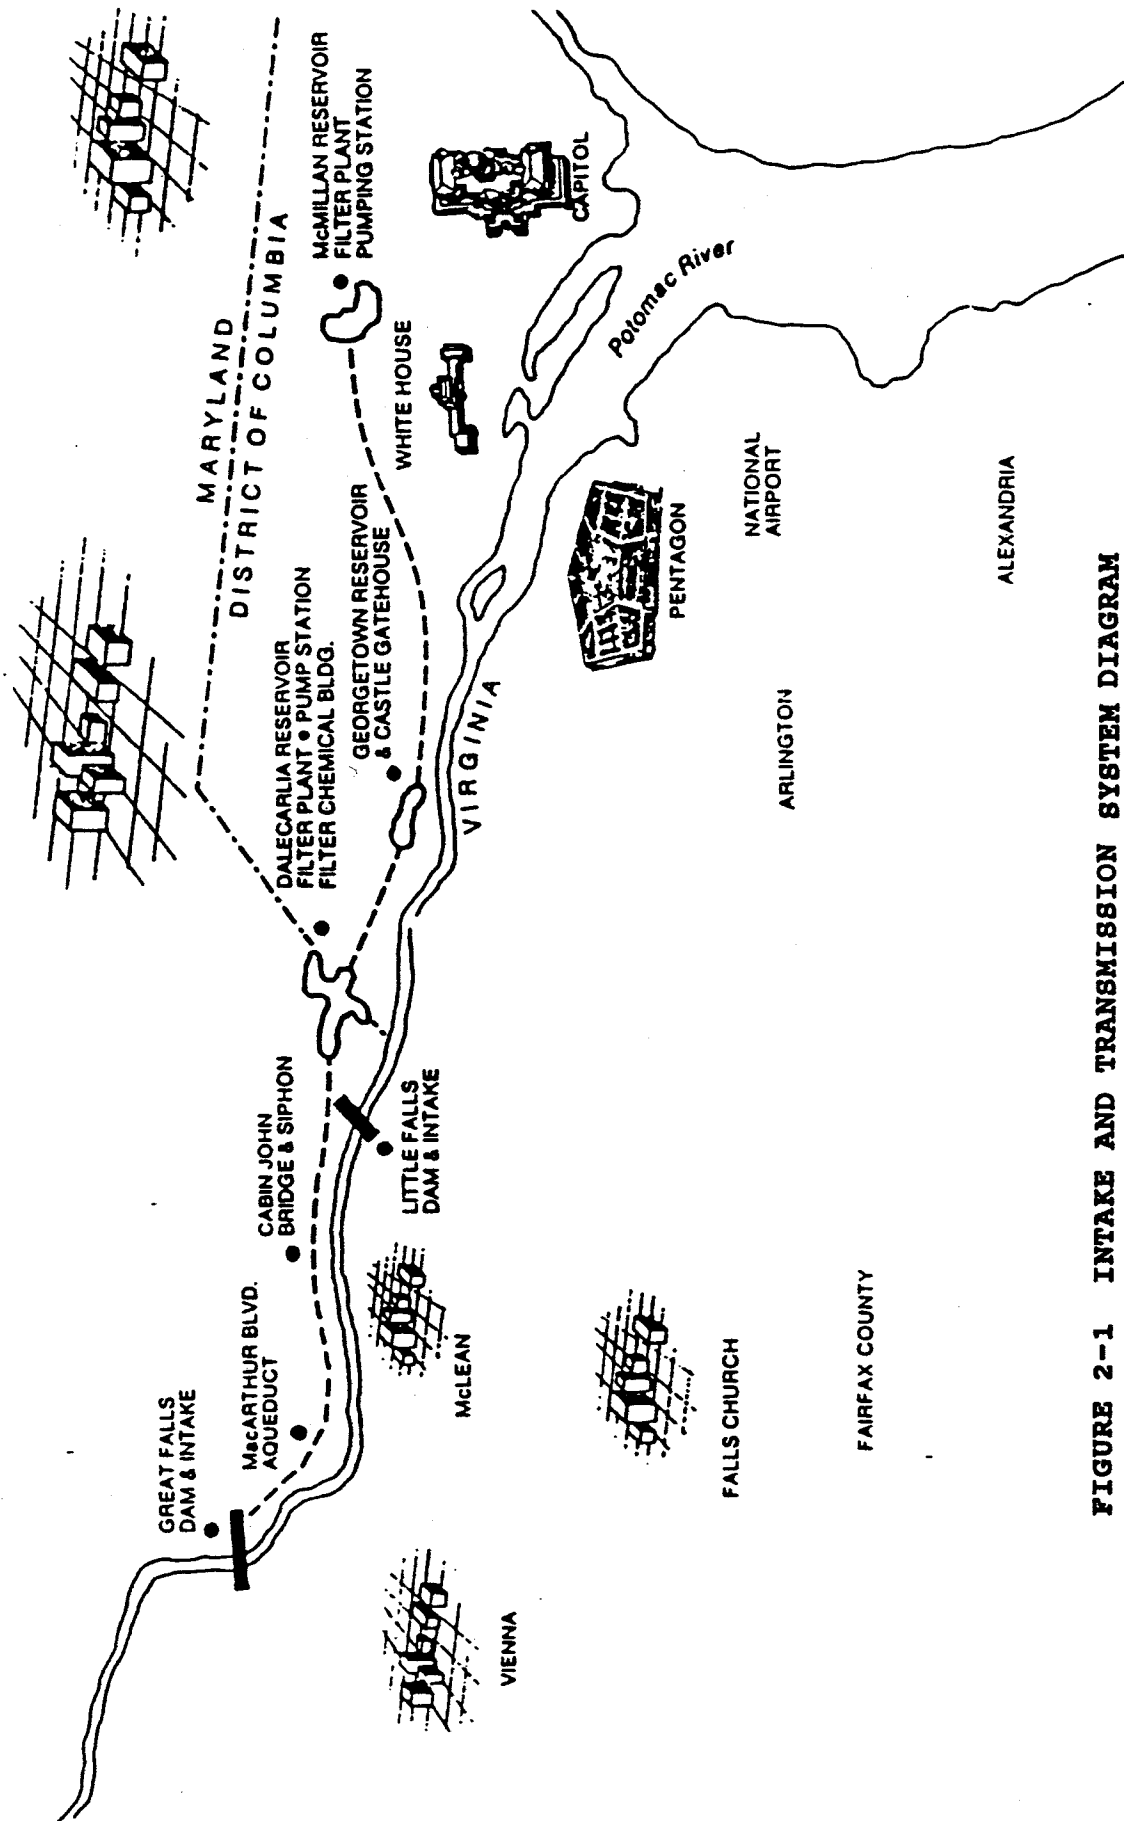 GREAT FALLS
DAM & INTAKE
MacARTHUR BLVD.
AQUEDUCT
CABIN JOHN
BRIDGE & SIPHON
LITTLE FALLS
DAM & INTAKE
DALECARLIA RESERVOIR
FILTER PLANT • PUMP STATION
FILTER CHEMICAL BLDG.
GEORGETOWN RESERVOIR
& CASTLE GATEHOUSE
MARYLAND
DISTRICT OF COLUMBIA
McMILLAN RESERVOIR
FILTER PLANT
PUMPING STATION
WHITE HOUSE
CAPITOL
VIRGINIA
Potomac River
PENTAGON
NATIONAL
AIRPORT
ARLINGTON
ALEXANDRIA
VIENNA
McLEAN
FALLS CHURCH
FAIRFAX COUNTY
FIGURE 2-1 INTAKE AND TRANSMISSION SYSTEM DIAGRAM